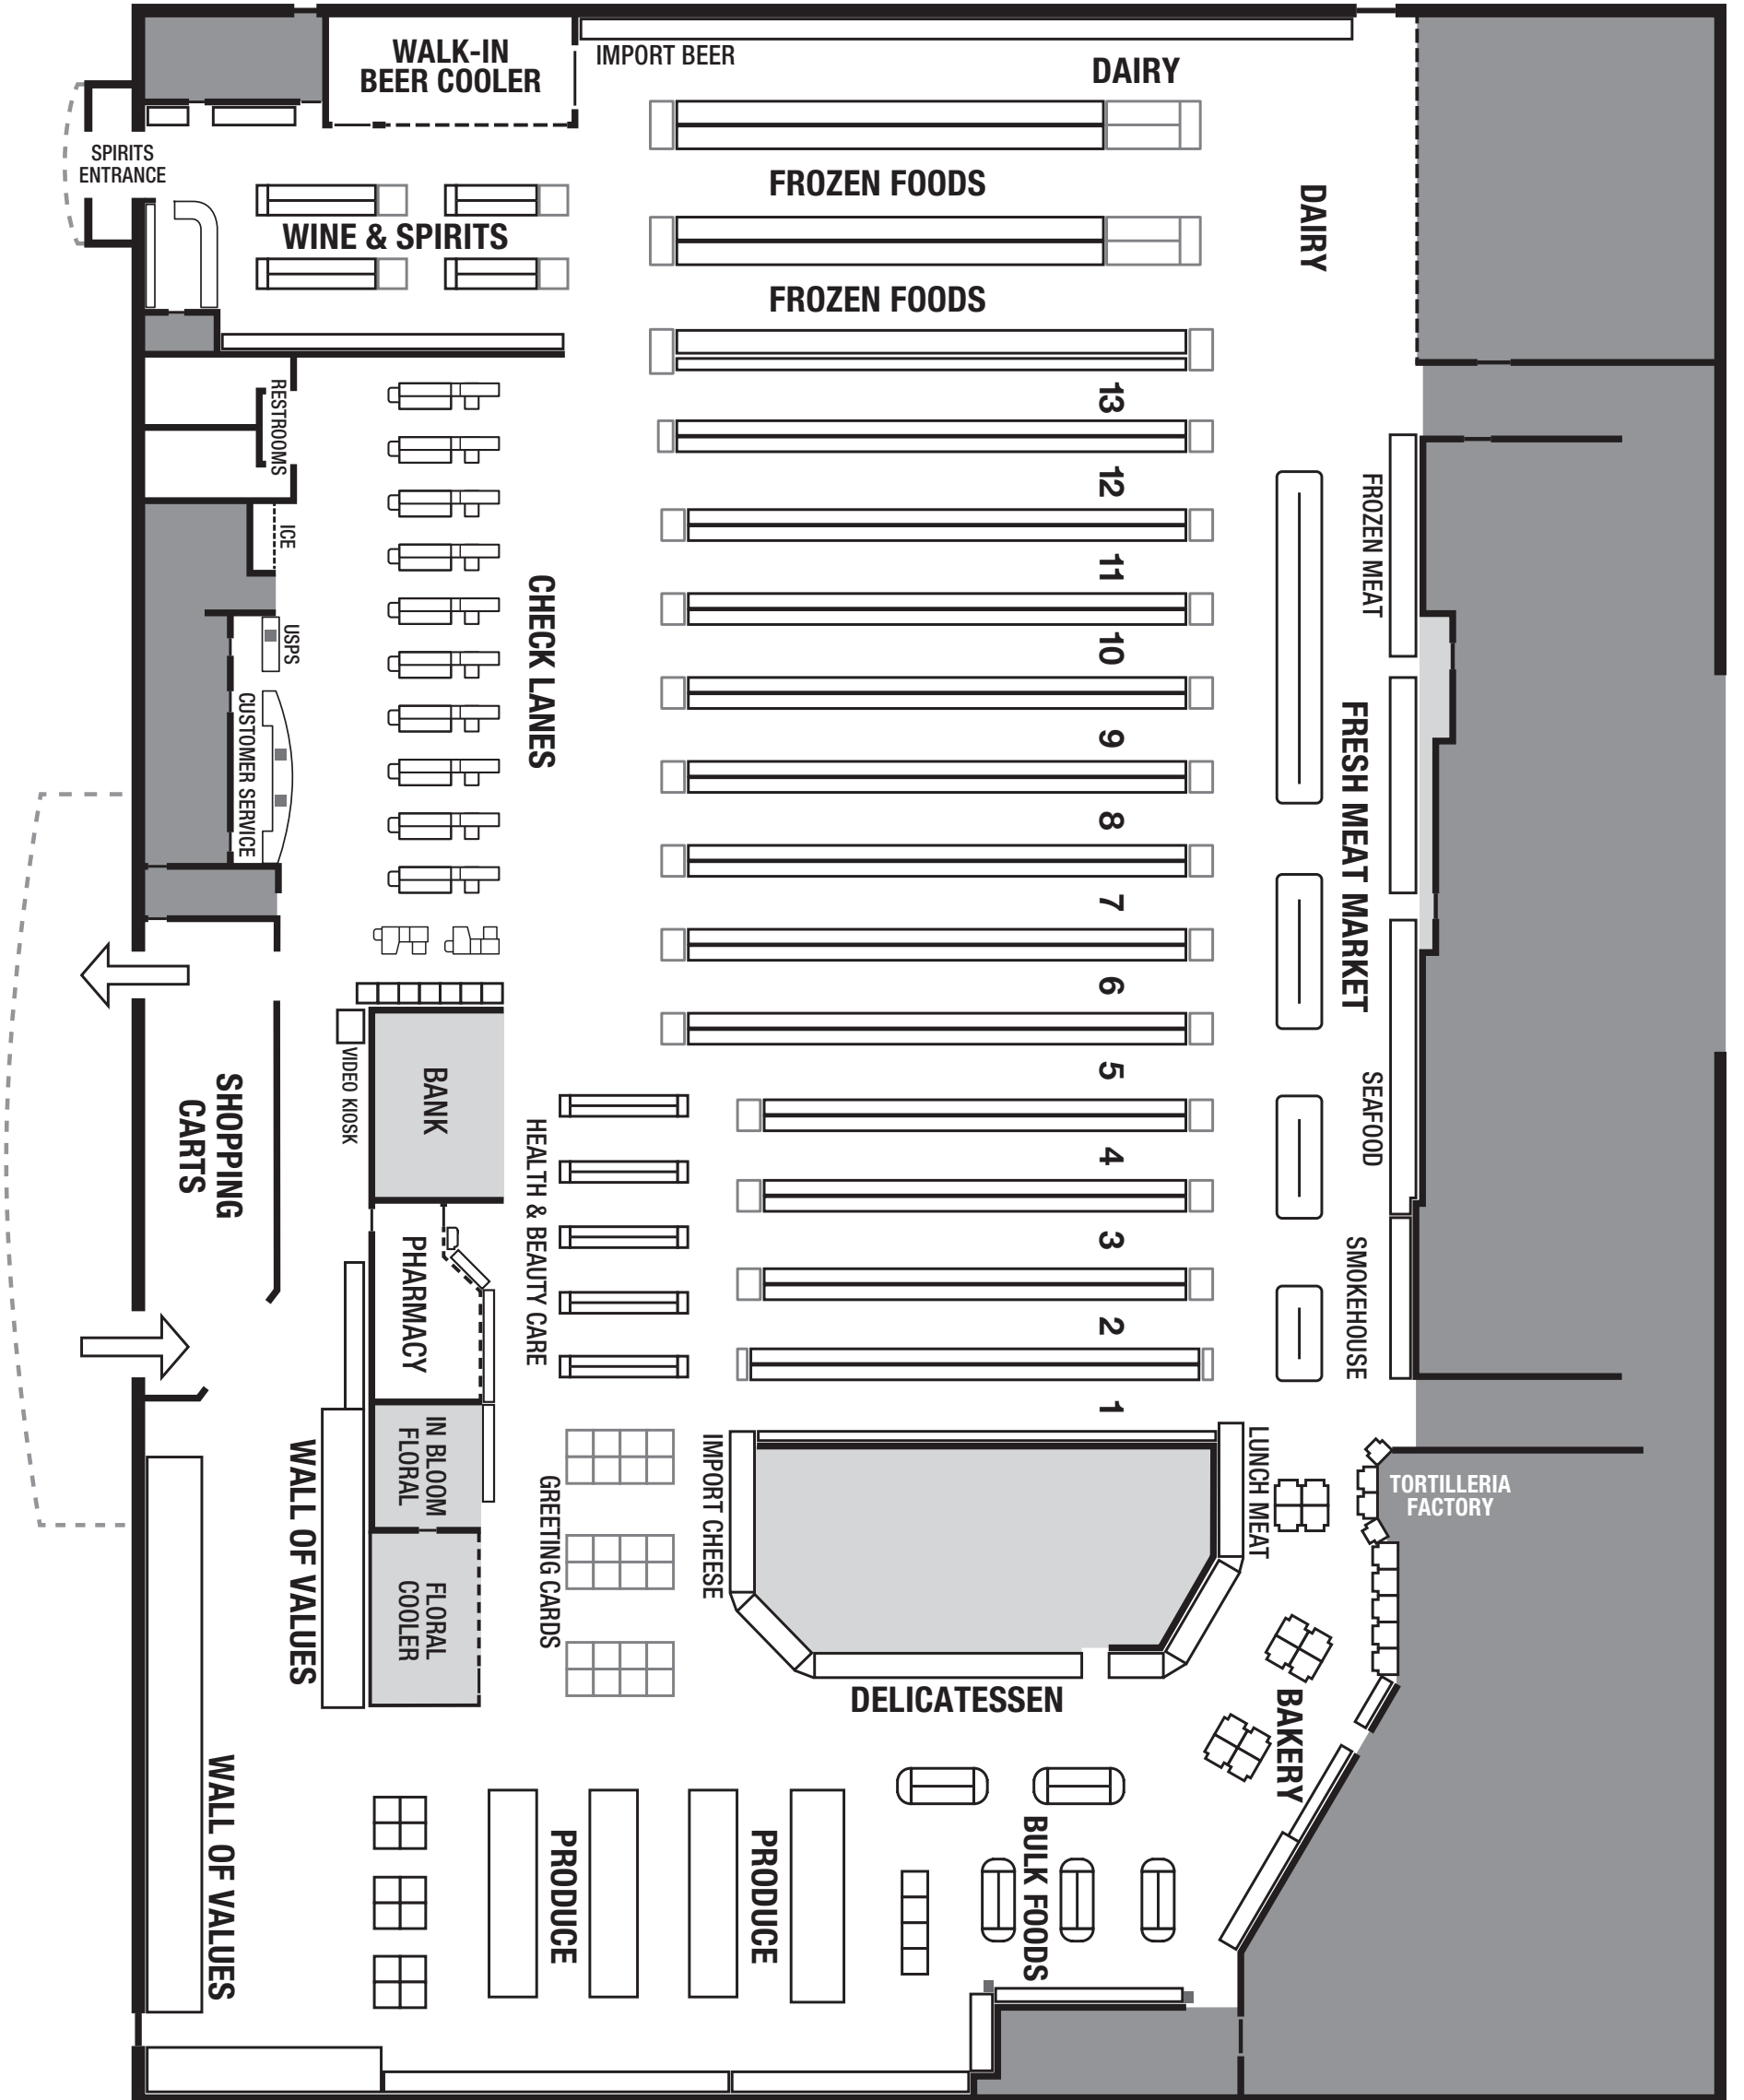 WALK-IN
BEER COOLER
IMPORT BEER
DAIRY
SPIRITS
ENTRANCE
FROZEN FOODS
DAIRY
WINE & SPIRITS
FROZEN FOODS
RESTROOMS
13
12
FROZEN MEAT
ICE
11
CHECK LANES
USPS
10
CUSTOMER SERVICE
9
FRESH MEAT MARKET
8
7
6
VIDEO KIOSK
BANK
5
SEAFOOD
SHOPPING
CARTS
HEALTH & BEAUTY CARE
4
PHARMACY
3
SMOKEHOUSE
2
1
IN BLOOM
FLORAL
WALL OF VALUES
GREETING CARDS
IMPORT CHEESE
LUNCH MEAT
TORTILLERIA
FACTORY
FLORAL
COOLER
DELICATESSEN
BAKERY
WALL OF VALUES
PRODUCE
PRODUCE
BULK FOODS